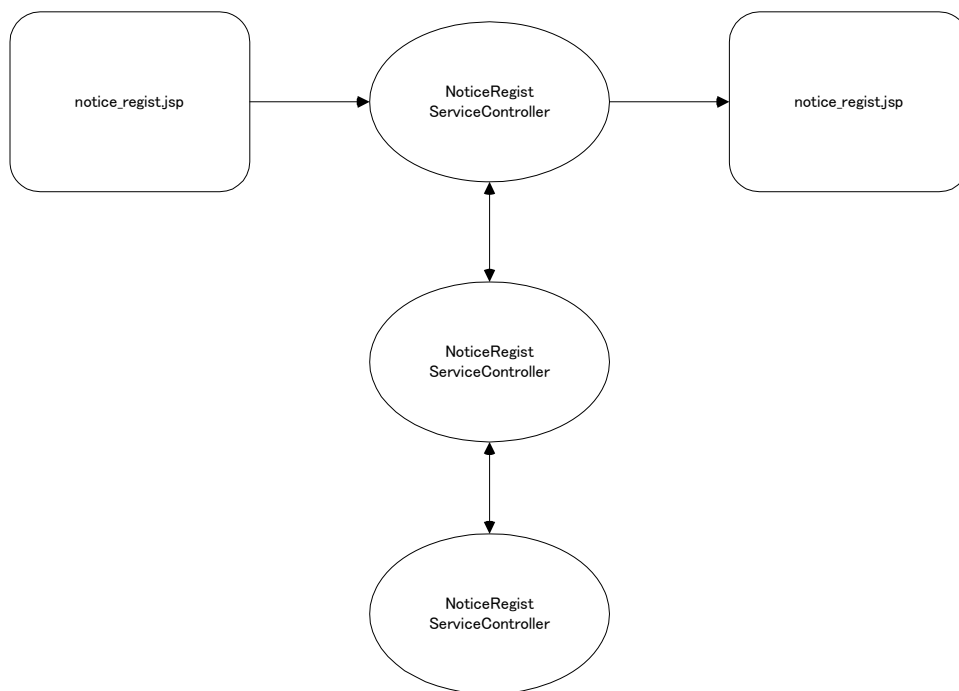 notice_regist.jsp
NoticeRegist
ServiceController
notice_regist.jsp
NoticeRegist
ServiceController
NoticeRegist
ServiceController